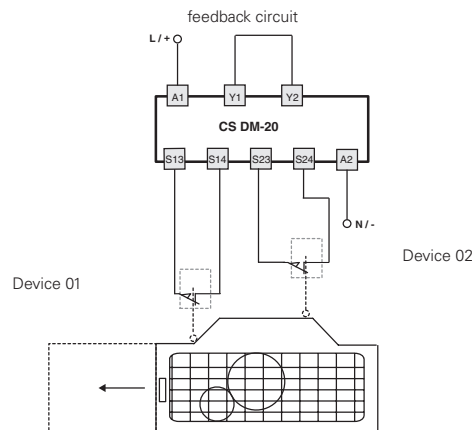 feedback circuit
L / +
A1 Y1 Y2
CS DM-20
S13 S14 S23 S24 A2
N / -
Device 02
Device 01